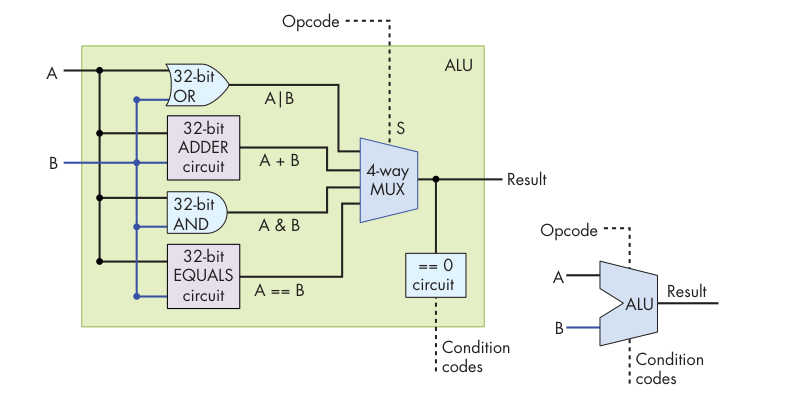 Opcode
ALU
A
32-bit
OR
A|B
S
32-bit
ADDER
circuit
A + B
B
4-way
MUX
Result
32-bit
AND
A & B
32-bit
EQUALS
circuit
A == B
== 0
circuit
Condition
codes
Opcode
A
ALU
Result
B
Condition
codes